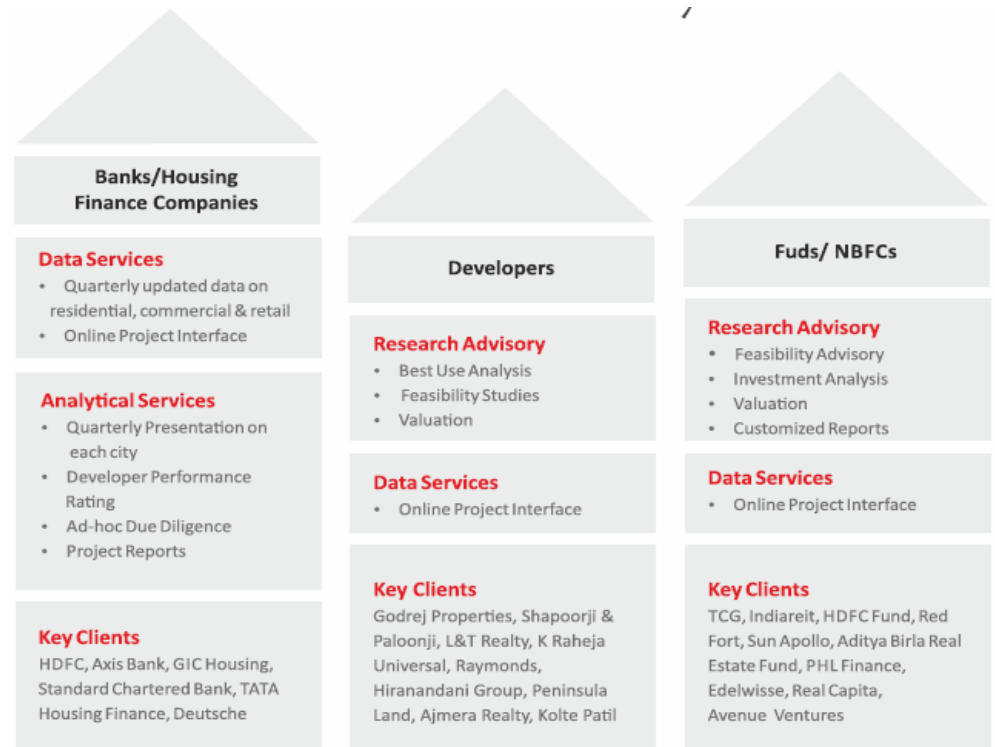 Banks/Housing
Finance Companies
Data Services
• Quarterly updated data on
residential, commercial & retail
• Online Project Interface
Analytical Services
• Quarterly Presentation on
each city
• Developer Performance
Rating
• Ad-hoc Due Diligence
• Project Reports
Key Clients
HDFC, Axis Bank, GIC Housing,
Standard Chartered Bank, TATA
Housing Finance, Deutsche
Developers
Research Advisory
• Best Use Analysis
• Feasibility Studies
• Valuation
Data Services
• Online Project Interface
Key Clients
Godrej Properties, Shapoorji &
Paloonji, L&T Realty, K Raheja
Universal, Raymonds,
Hiranandani Group, Peninsula
Land, Ajmera Realty, Kolte Patil
Fuds/ NBFCs
Research Advisory
• Feasibility Advisory
• Investment Analysis
• Valuation
• Customized Reports
Data Services
• Online Project Interface
Key Clients
TCG, Indiareit, HDFC Fund, Red
Fort, Sun Apollo, Aditya Birla Real
Estate Fund, PHL Finance,
Edelwisse, Real Capita,
Avenue Ventures